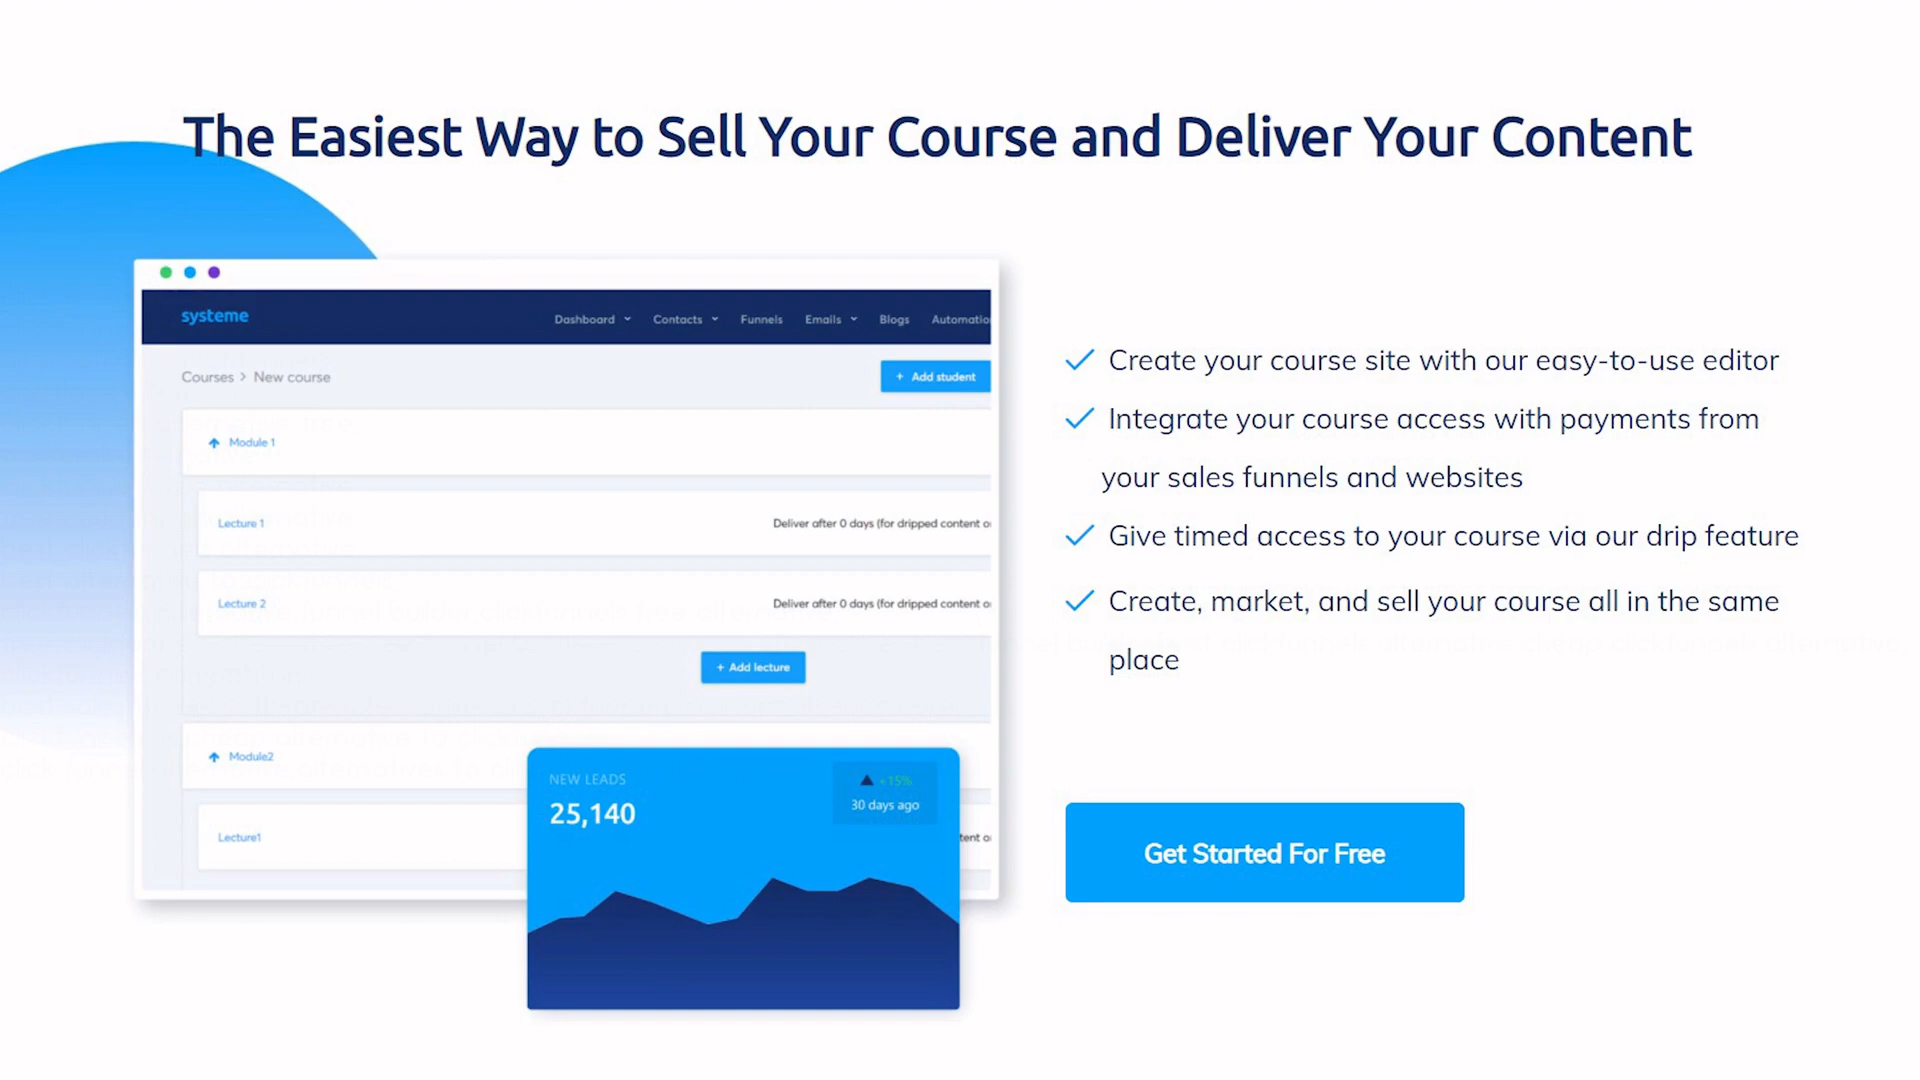 The Easiest Way to Sell Your Course and Deliver Your Content
systeme
Dashboard Contacts Funnels Emails Blogs
Courses > New course
+ Add student
Module 1
Lecture 1
Deliver after 0 days (for dripped content
Lecture 2
Deliver after 0 days (for dripped content
+ Add lecture
Module2
Lecture1
NEW LEADS
25,140
+15%
30 days ago
Create your course site with our easy-to-use editor
Integrate your course access with payments from
your sales funnels and websites
Give timed access to your course via our drip feature
Create, market, and sell your course all in the same
place
Get Started For Free